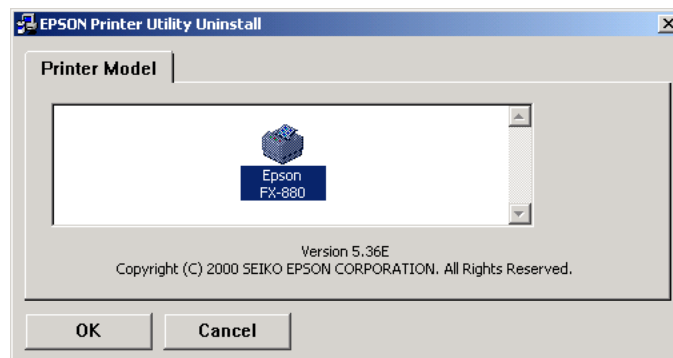 EPSON Printer Utility Uninstall
Printer Model
Epson
FX-880
Version 5.36E
Copyright (C) 2000 SEIKO EPSON CORPORATION. All Rights Reserved.
OK
Cancel